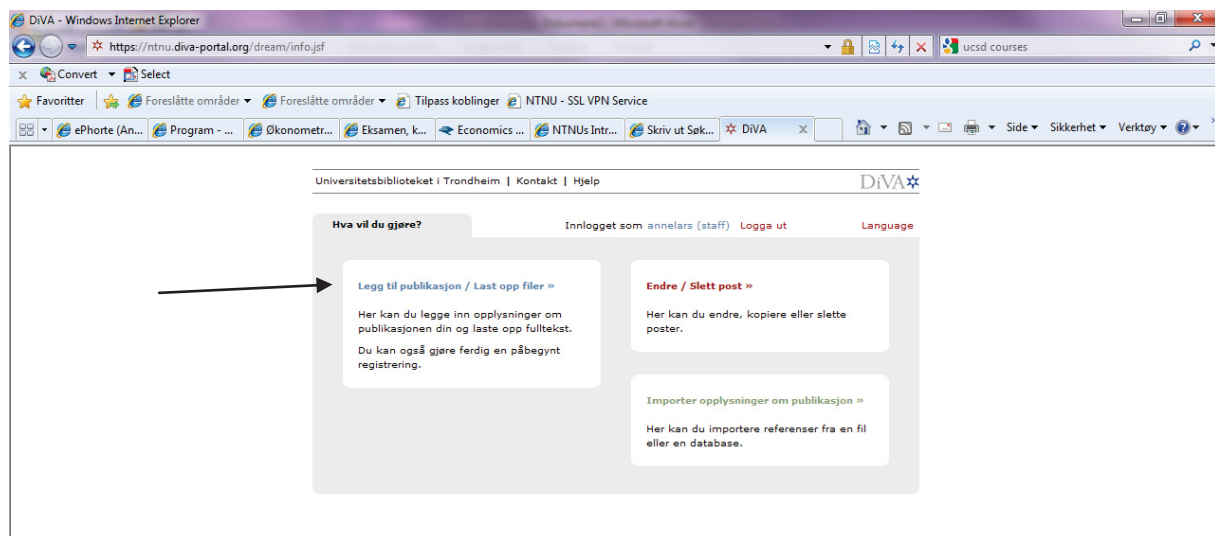 DiVA - Windows Internet Explorer
https://ntnu.diva-portal.org/dream/info.jsf
ucsd courses
x Convert Select
Favoritter Foreslåtte områder Foreslåtte områder Tilpass koblinger NTNU - SSL VPN Service
ePhorte (An... Program - ... Økonometr... Eksamen, k... Economics ... NTNUs Intr... Skriv ut Søk... DiVA x Side Sikkerhet Verktøy
Universitetsbiblioteket i Trondheim | Kontakt | Hjelp DiVA
Hva vil du gjøre? Innlogget som annelars (staff) Logga ut Language
Legg til publikasjon / Last opp filer »
Her kan du legge inn opplysninger om
publikasjonen din og laste opp fulltekst.
Du kan også gjøre ferdig en påbegynt
registrering.
Endre / Slett post »
Her kan du endre, kopiere eller slette
poster.
Importer opplysninger om publikasjon »
Her kan du importere referenser fra en fil
eller en database.